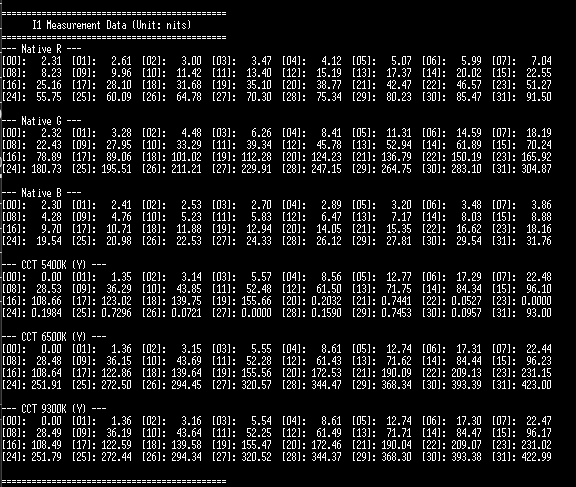 ================================================
I1 Measurement Data (Unit: nits)
================================================
--- Native R ---
[00]: 2.31 [01]: 2.61 [02]: 3.00 [03]: 3.47 [04]: 4.12 [05]: 5.07 [06]: 5.99 [07]: 7.04
[08]: 8.23 [09]: 9.96 [10]: 11.42 [11]: 13.40 [12]: 15.19 [13]: 17.37 [14]: 20.02 [15]: 22.55
[16]: 25.16 [17]: 28.10 [18]: 31.68 [19]: 35.10 [20]: 38.77 [21]: 42.47 [22]: 46.57 [23]: 51.27
[24]: 55.75 [25]: 60.09 [26]: 64.78 [27]: 70.30 [28]: 75.34 [29]: 80.23 [30]: 85.47 [31]: 91.50
--- Native G ---
[00]: 2.32 [01]: 3.28 [02]: 4.48 [03]: 6.26 [04]: 8.41 [05]: 11.31 [06]: 14.59 [07]: 18.19
[08]: 22.43 [09]: 27.95 [10]: 33.29 [11]: 39.34 [12]: 45.78 [13]: 52.94 [14]: 61.89 [15]: 70.24
[16]: 78.89 [17]: 89.06 [18]: 101.02 [19]: 112.28 [20]: 124.23 [21]: 136.79 [22]: 150.19 [23]: 165.92
[24]: 180.73 [25]: 195.51 [26]: 211.21 [27]: 229.91 [28]: 247.15 [29]: 264.75 [30]: 283.10 [31]: 304.87
--- Native B ---
[00]: 2.30 [01]: 2.41 [02]: 2.53 [03]: 2.70 [04]: 2.89 [05]: 3.20 [06]: 3.48 [07]: 3.86
[08]: 4.28 [09]: 4.76 [10]: 5.23 [11]: 5.83 [12]: 6.47 [13]: 7.17 [14]: 8.03 [15]: 8.88
[16]: 9.70 [17]: 10.71 [18]: 11.88 [19]: 12.94 [20]: 14.05 [21]: 15.35 [22]: 16.62 [23]: 18.16
[24]: 19.54 [25]: 20.98 [26]: 22.53 [27]: 24.33 [28]: 26.12 [29]: 27.81 [30]: 29.54 [31]: 31.76
--- CCT 5400K (Y) ---
[00]: 0.00 [01]: 1.35 [02]: 3.14 [03]: 5.57 [04]: 8.56 [05]: 12.77 [06]: 17.29 [07]: 22.48
[08]: 28.53 [09]: 36.29 [10]: 43.85 [11]: 52.48 [12]: 61.50 [13]: 71.75 [14]: 84.34 [15]: 96.10
[16]: 108.66 [17]: 123.02 [18]: 139.75 [19]: 155.66 [20]: 0.2032 [21]: 0.7441 [22]: 0.0527 [23]: 0.0000
[24]: 0.1984 [25]: 0.7296 [26]: 0.0721 [27]: 0.0000 [28]: 0.1590 [29]: 0.7453 [30]: 0.0957 [31]: 93.00
--- CCT 6500K (Y) ---
[00]: 0.00 [01]: 1.36 [02]: 3.15 [03]: 5.55 [04]: 8.61 [05]: 12.74 [06]: 17.31 [07]: 22.44
[08]: 28.48 [09]: 36.15 [10]: 43.69 [11]: 52.28 [12]: 61.43 [13]: 71.62 [14]: 84.44 [15]: 96.23
[16]: 108.64 [17]: 122.86 [18]: 139.64 [19]: 155.56 [20]: 172.53 [21]: 190.09 [22]: 209.13 [23]: 231.15
[24]: 251.91 [25]: 272.50 [26]: 294.45 [27]: 320.57 [28]: 344.47 [29]: 368.34 [30]: 393.39 [31]: 423.00
--- CCT 9300K (Y) ---
[00]: 0.00 [01]: 1.36 [02]: 3.16 [03]: 5.54 [04]: 8.61 [05]: 12.74 [06]: 17.30 [07]: 22.47
[08]: 28.49 [09]: 36.19 [10]: 43.64 [11]: 52.25 [12]: 61.49 [13]: 71.71 [14]: 84.47 [15]: 96.17
[16]: 108.49 [17]: 122.59 [18]: 139.58 [19]: 155.47 [20]: 172.46 [21]: 190.04 [22]: 209.07 [23]: 231.02
[24]: 251.79 [25]: 272.44 [26]: 294.34 [27]: 320.52 [28]: 344.37 [29]: 368.30 [30]: 393.38 [31]: 422.99
================================================